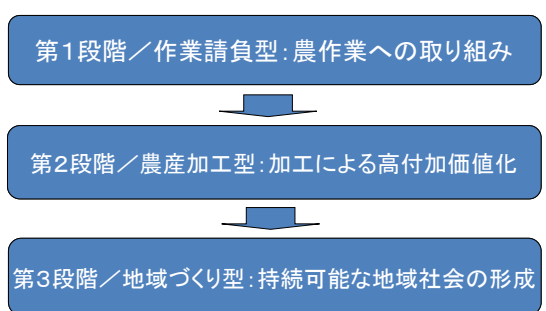 第1段階／作業請負型：農作業への取り組み
第2段階／農産加工型：加工による高付加価値化
第3段階／地域づくり型：持続可能な地域社会の形成